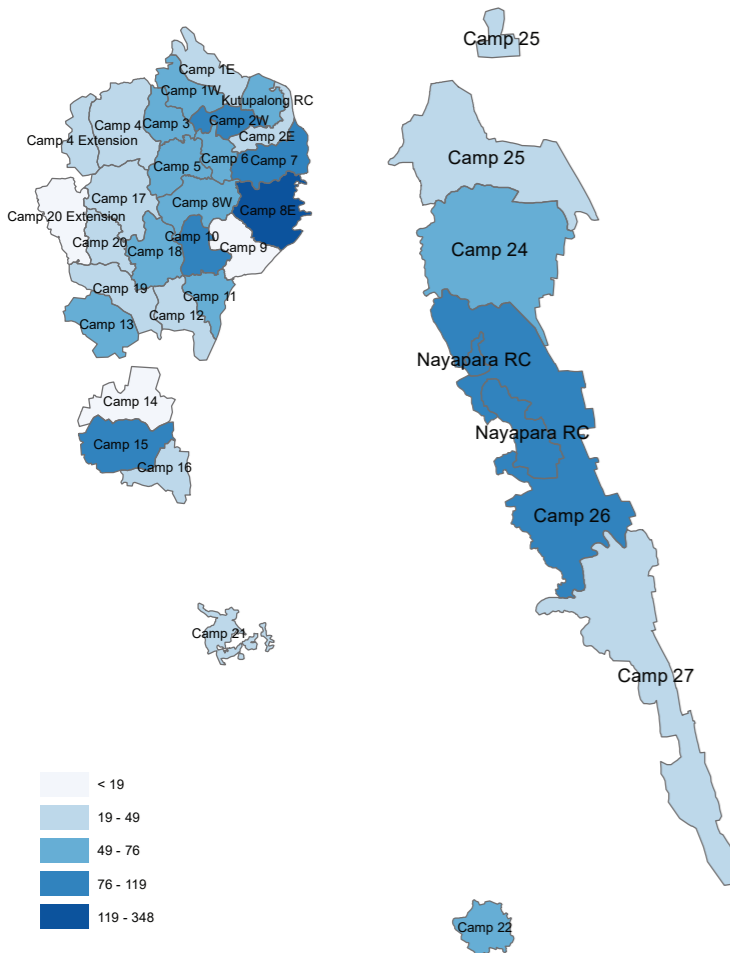 Camp 25
Camp 1E
Camp 1W
Kutupalong RC
Camp 3
Camp 2W
Camp 4
Camp 4 Extension
Camp 2E
Camp 6
Camp 7
Camp 5
Camp 25
Camp 17
Camp 8W
Camp 8E
Camp 20 Extension
Camp 10
Camp 20
Camp 18
Camp 9
Camp 24
Camp 19
Camp 11
Camp 12
Camp 13
Nayapara RC
Camp 14
Nayapara RC
Camp 15
Camp 16
Camp 26
Camp 21
Camp 27
< 19
19 - 49
49 - 76
76 - 119
119 - 348
Camp 22